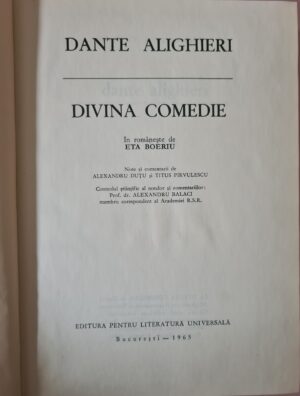 DANTE ALIGHIERI
DIVINA COMEDIE
În românește de
ETA BOERIU
Note și comentarii de
ALEXANDRU DUȚU și TITUS PÎRVULESCU
Controlul științific al notelor și comentariilor:
Prof. dr. ALEXANDRU BALACI
membru corespondent al Academiei R.S.R.
EDITURA PENTRU LITERATURĂ UNIVERSALĂ
București — 1965